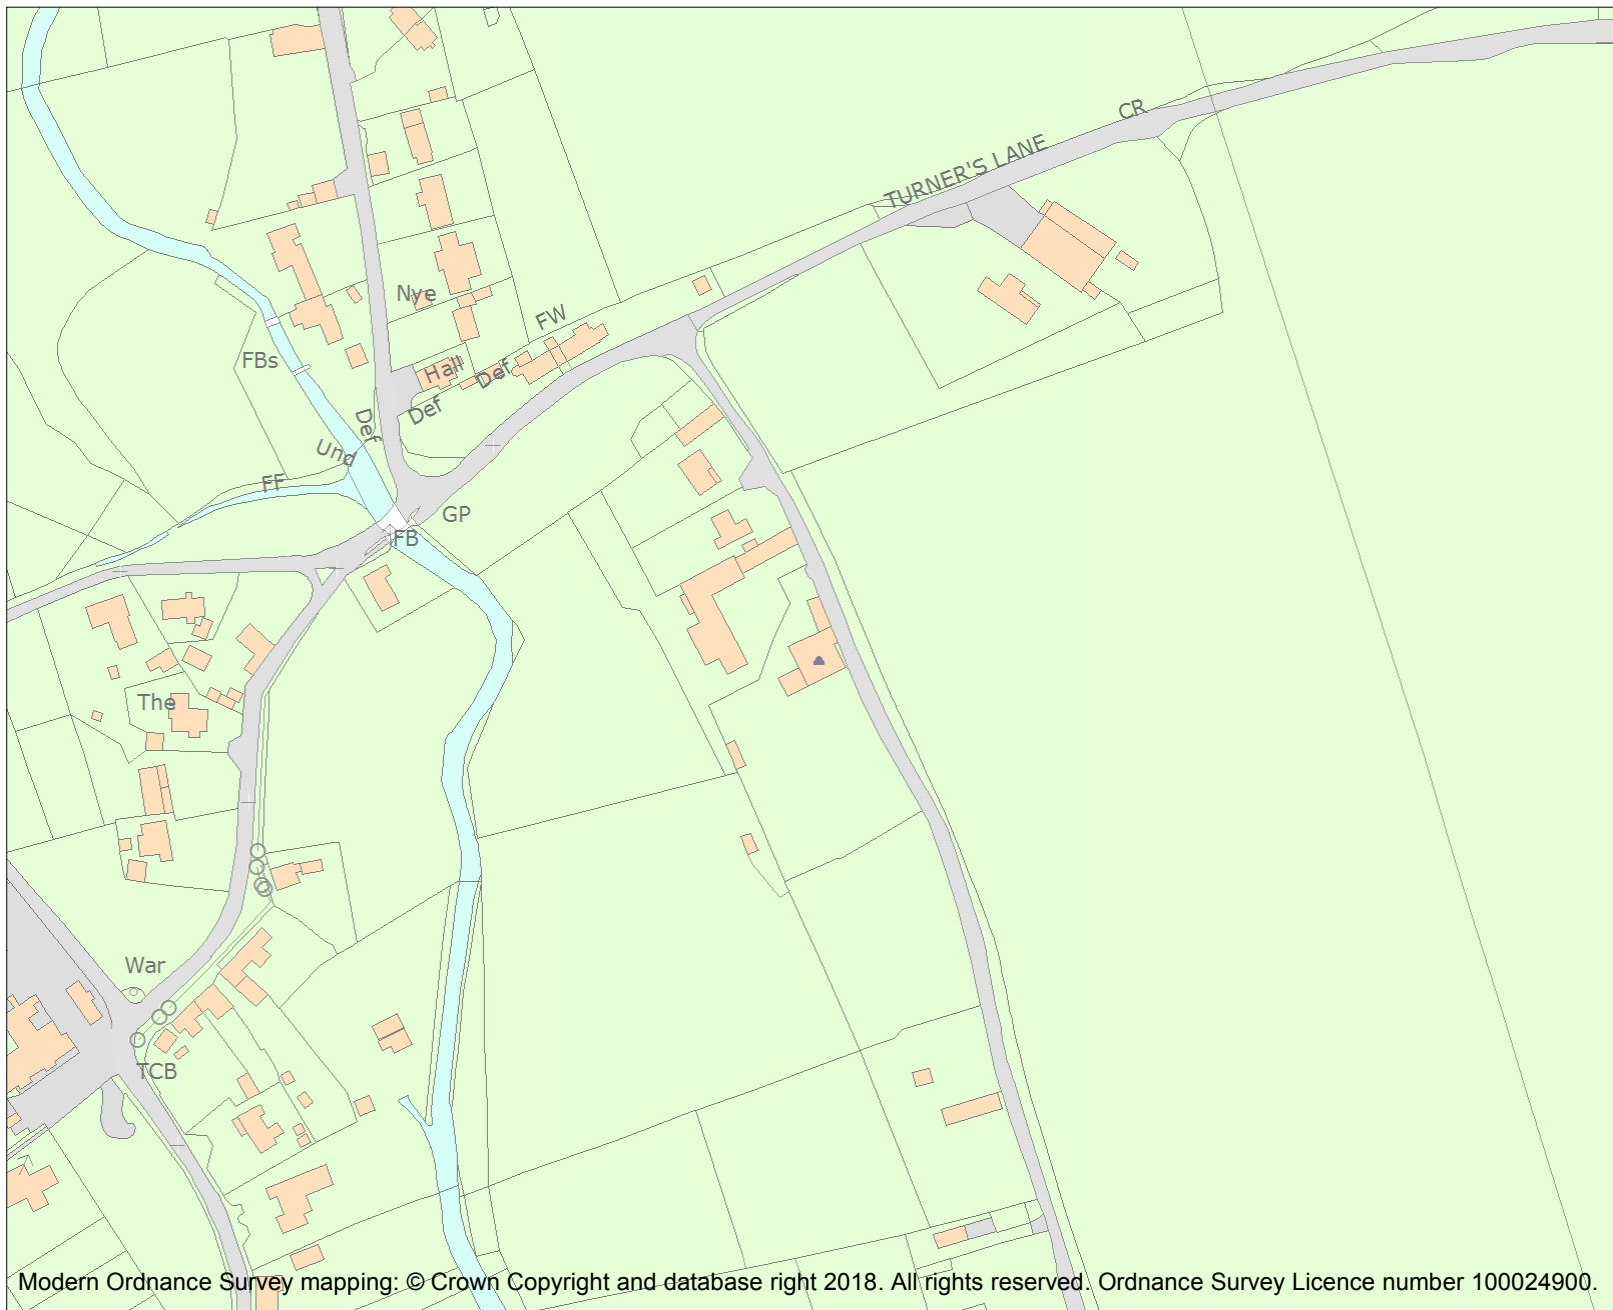 CR
TURNER'S LANE
Nye
FW
FBs
Hall
Def
Def
Def
Und
FF
GP
FB
The
War
TCB
Modern Ordnance Survey mapping: © Crown Copyright and database right 2018. All rights reserved. Ordnance Survey Licence number 100024900.